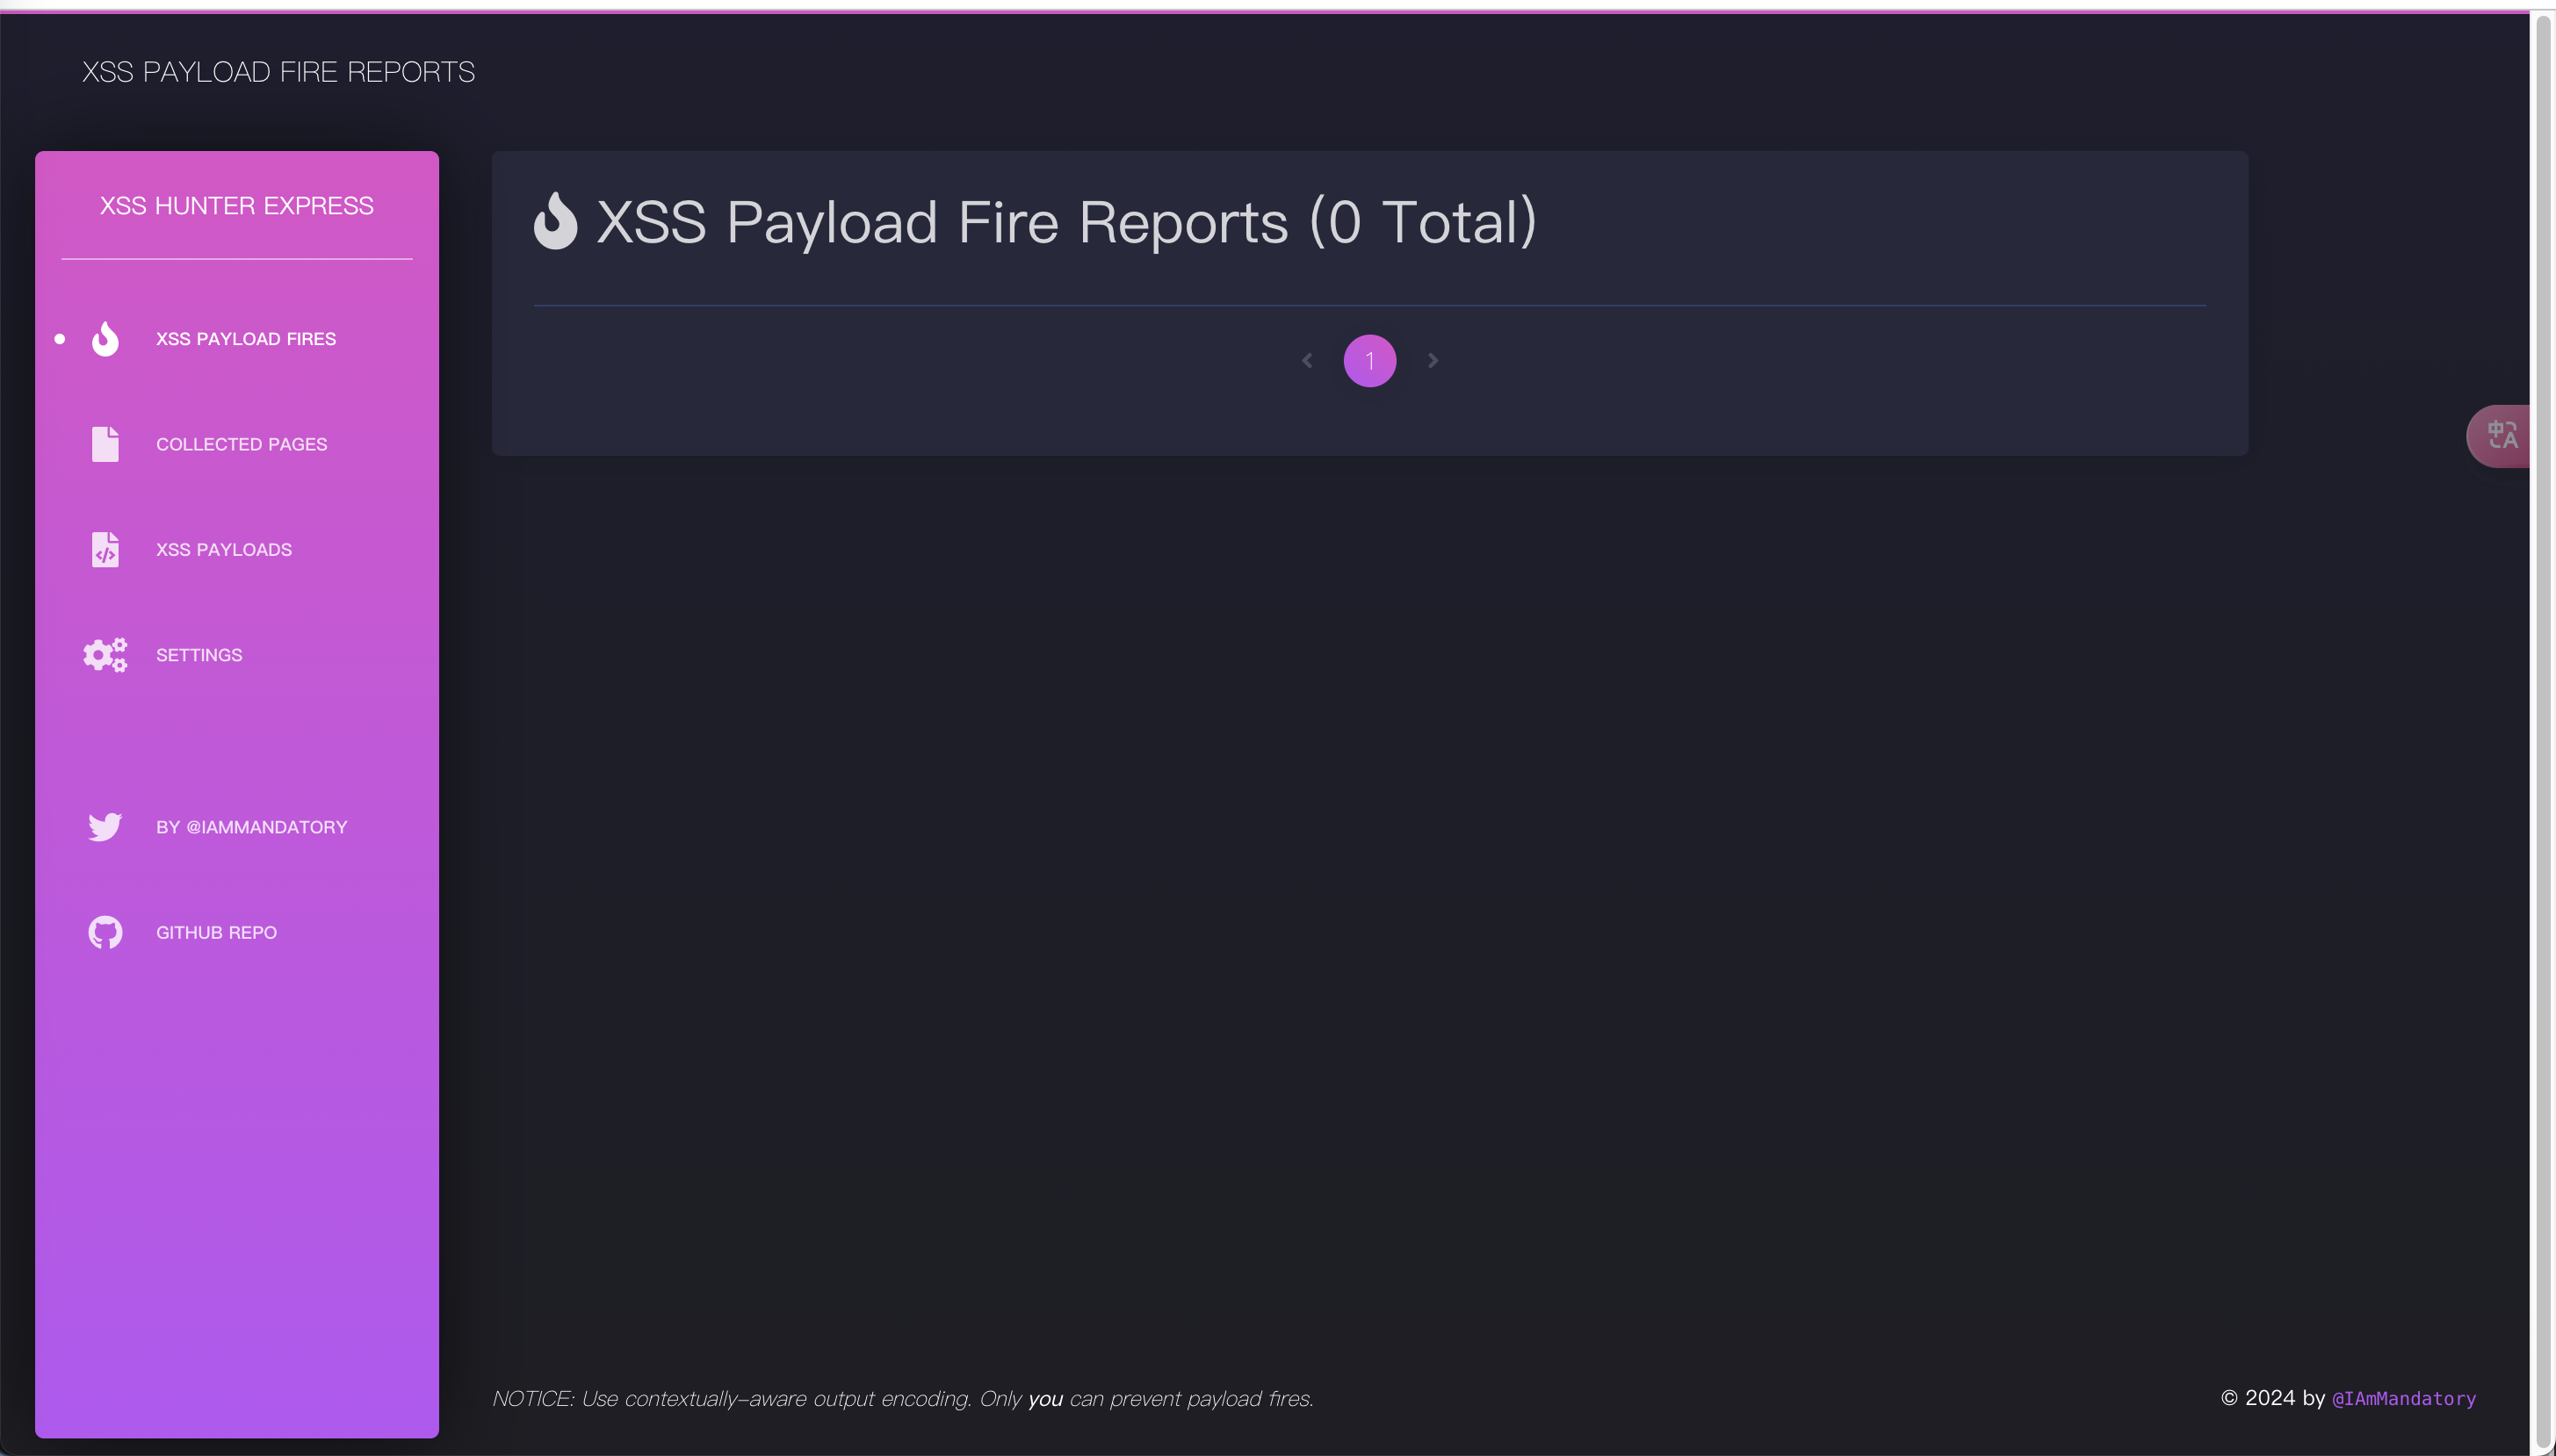 XSS PAYLOAD FIRE REPORTS
XSS HUNTER EXPRESS
XSS PAYLOAD FIRES
COLLECTED PAGES
XSS PAYLOADS
SETTINGS
BY @IAMMANDATORY
GITHUB REPO
XSS Payload Fire Reports (0 Total)
1
中A
NOTICE: Use contextually-aware output encoding. Only you can prevent payload fires.
© 2024 by @IAmMandatory